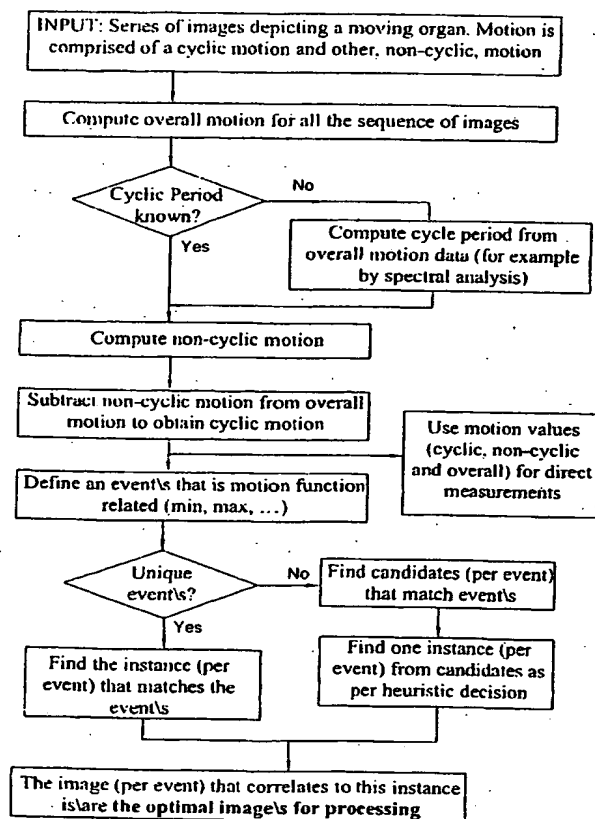 INPUT: Series of images depicting a moving organ. Motion is
comprised of a cyclic motion and other, non-cyclic, motion
Compute overall motion for all the sequence of images
Cyclic Period
known?
No
Yes
Compute cycle period from
overall motion data (for example
by spectral analysis)
Compute non-cyclic motion
Subtract non-cyclic motion from overall
motion to obtain cyclic motion
Use motion values
(cyclic, non-cyclic
and overall) for direct
measurements
Define an event\s that is motion function
related (min, max, ...)
Unique
event\s?
No
Yes
Find candidates (per event)
that match event\s
Find the instance (per
event) that matches the
event\s
Find one instance (per
event) from candidates as
per heuristic decision
The image (per event) that correlates to this instance
is\are the optimal image\s for processing